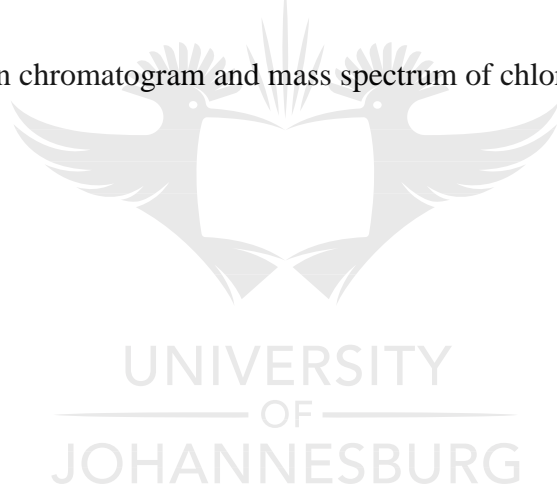 n chromatogram and mass spectrum of chlor
UNIVERSITY
OF
JOHANNESBURG